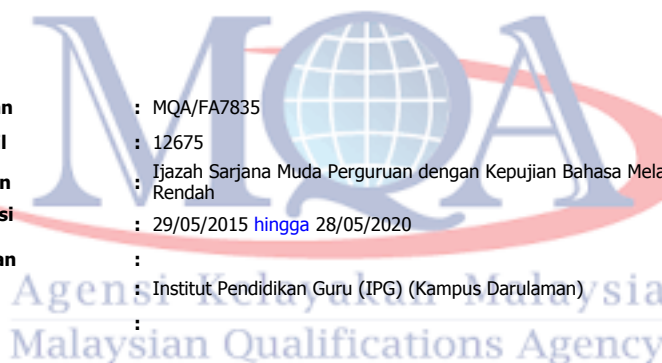 MQA
an : MQA/FA7835
l : 12675
n : Ijazah Sarjana Muda Perguruan dengan Kepujian Bahasa Mela
Rendah
si : 29/05/2015 hingga 28/05/2020
an :
: Institut Pendidikan Guru (IPG) (Kampus Darulaman)
:
Agensi Kelayakan Malaysia
Malaysian Qualifications Agency